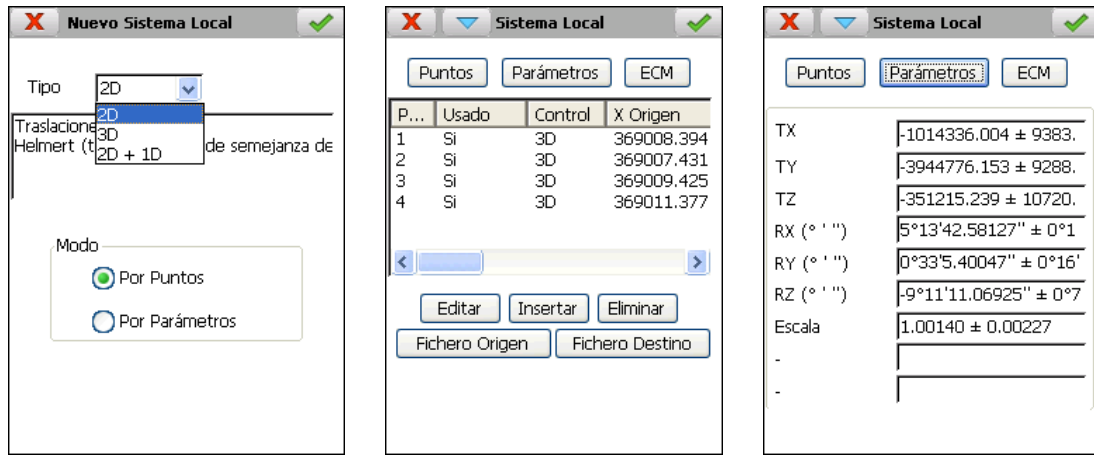 X Nuevo Sistema Local
Tipo 2D
2D
3D
2D + 1D
Traslacione
Helmert (t de semejanza de
Modo
Por Puntos
Por Parámetros
X Sistema Local
Puntos Parámetros ECM
P... Usado Control X Origen
1 Si 3D 369008.394
2 Si 3D 369007.431
3 Si 3D 369009.425
4 Si 3D 369011.377
Editar Insertar Eliminar
Fichero Origen Fichero Destino
X Sistema Local
Puntos Parámetros ECM
TX -1014336.004 ± 9383.
TY -3944776.153 ± 9288.
TZ -351215.239 ± 10720.
RX (° ' ") 5°13'42.58127" ± 0°1
RY (° ' ") 0°33'5.40047" ± 0°16'
RZ (° ' ") -9°11'11.06925" ± 0°7
Escala 1.00140 ± 0.00227
-
-